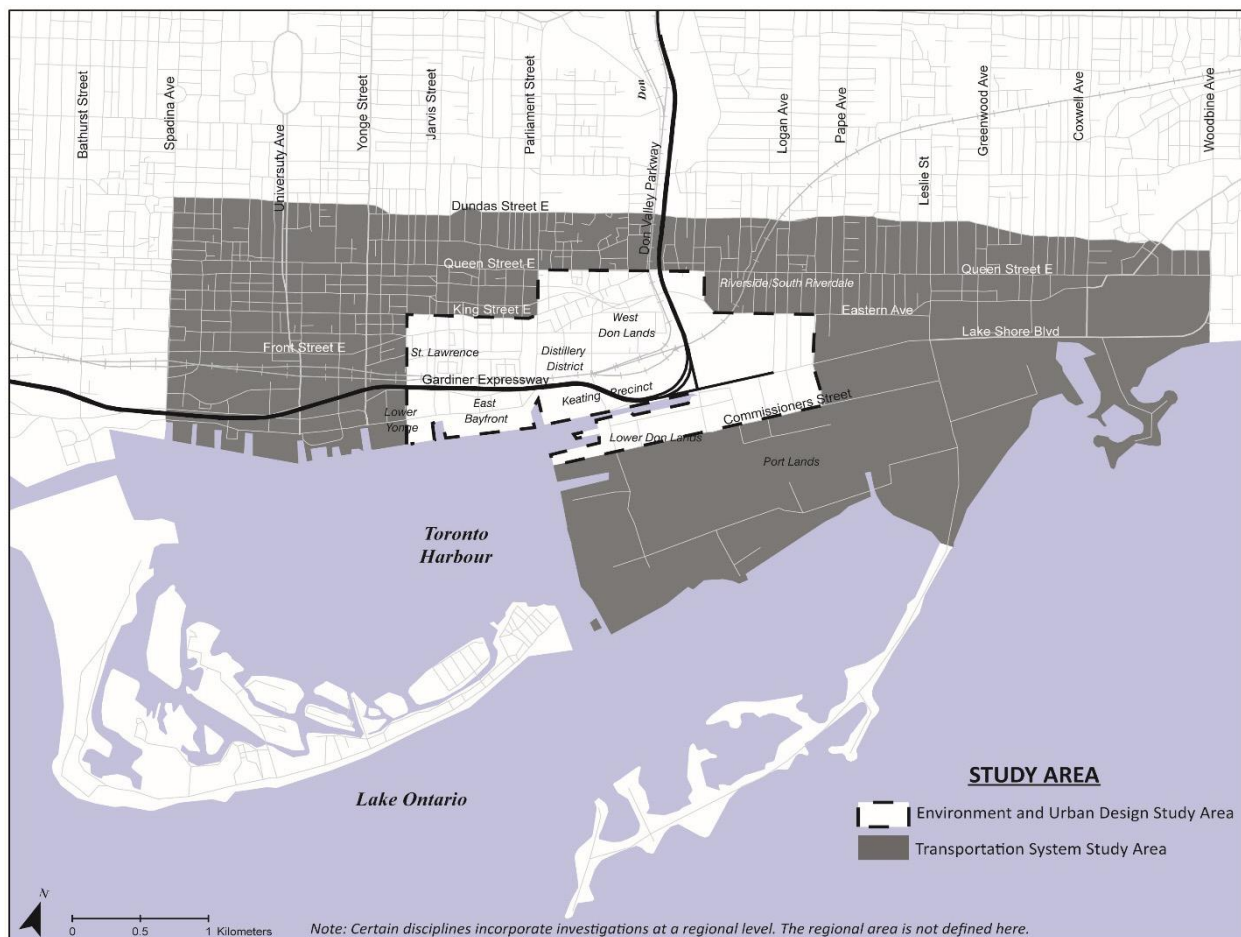 Bathurst Street
Spadina Ave
Universuty Ave
Yonge Street
Jarvis Street
Parliament Street
Don
Don Valley Parkway
Logan Ave
Pape Ave
Leslie St
Greenwood Ave
Coxwell Ave
Woodbine Ave
Dundas Street E
Queen Street E
Queen Street E
Riverside/South Riverdale
King Street E
Eastern Ave
West
Don Lands
Lake Shore Blvd
Front Street E
St. Lawrence
Distillery
District
Gardiner Expressway
Keating Precinct
East
Bayfront
Lower
Yonge
Commissioners Street
Lower Don Lands
Port Lands
Toronto
Harbour
Lake Ontario
STUDY AREA
Environment and Urban Design Study Area
Transportation System Study Area
N
0 0.5 1 Kilometers
Note: Certain disciplines incorporate investigations at a regional level. The regional area is not defined here.